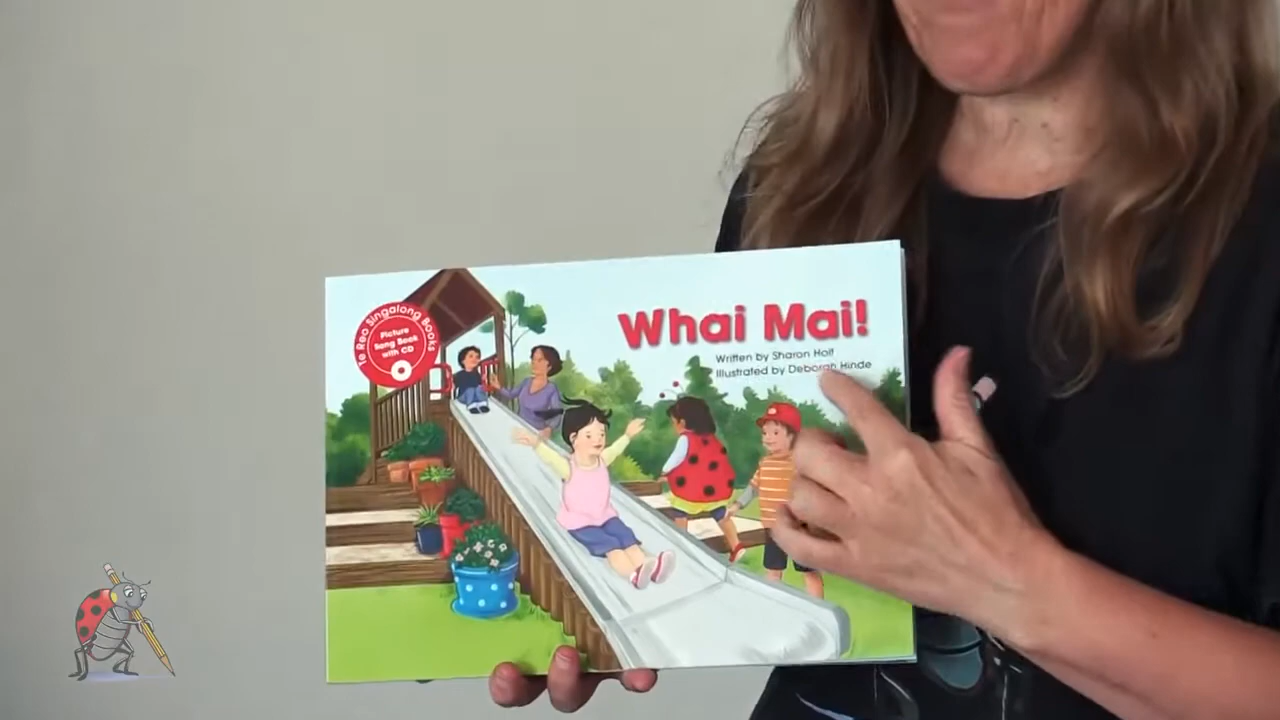 Te Reo Singalong Books
Picture
Song Book
with CD
Whai Mai!
Written by Sharon Holt
Illustrated by Deborah Hinde